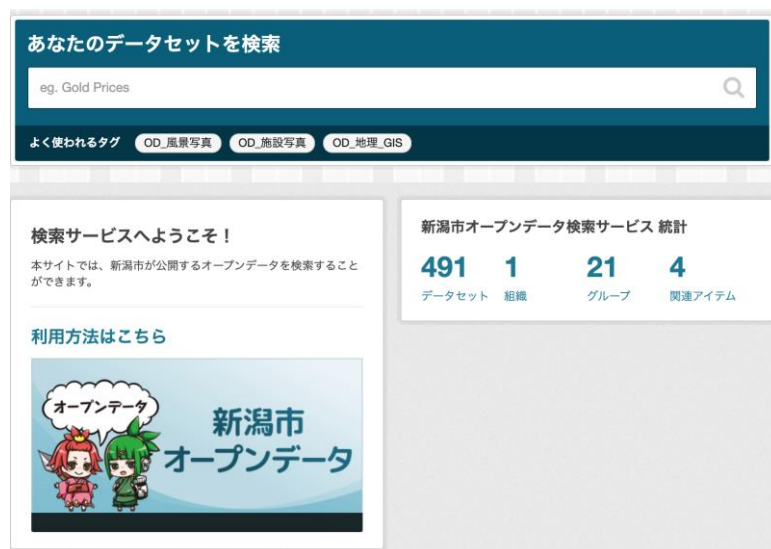 あなたのデータセットを検索
eg. Gold Prices
よく使われるタグ OD_風景写真 OD_施設写真 OD_地理_GIS
検索サービスへようこそ！
本サイトでは、新潟市が公開するオープンデータを検索すること
ができます。
利用方法はこちら
オープンデータ
新潟市
オープンデータ
新潟市オープンデータ検索サービス 統計
491 1 21 4
データセット 組織 グループ 関連アイテム